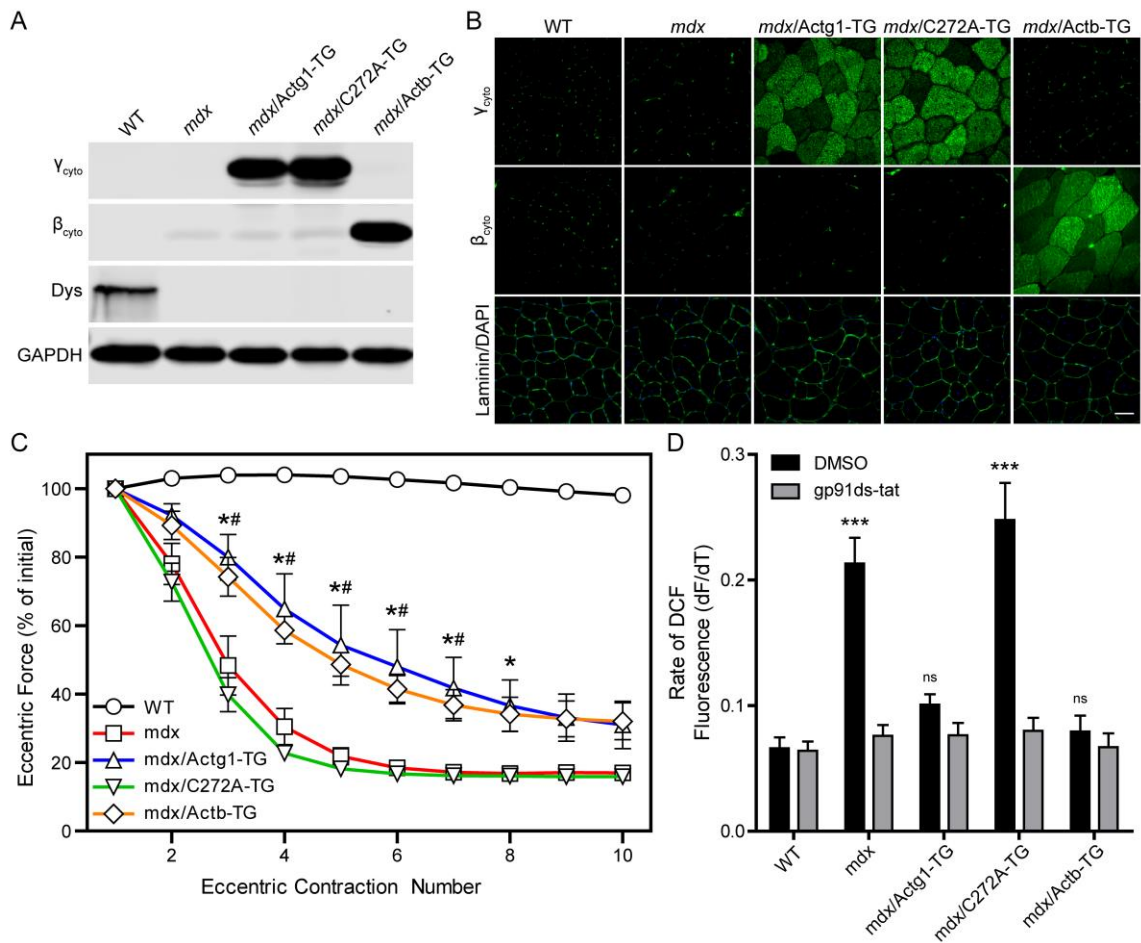 A
WT
mdx
mdx/Actg1-TG
mdx/C272A-TG
mdx/Actb-TG
γcyto
βcyto
Dys
GAPDH
B
WT
mdx
mdx/Actg1-TG
mdx/C272A-TG
mdx/Actb-TG
γcyto
βcyto
Laminin/DAPI
C
Eccentric Force (% of initial)
100
80
60
40
20
0
*#
*#
*#
*#
*#
*
WT
mdx
mdx/Actg1-TG
mdx/C272A-TG
mdx/Actb-TG
2
4
6
8
10
Eccentric Contraction Number
D
Rate of DCF
Fluorescence (dF/dT)
0.3
0.2
0.1
0.0
DMSO
gp91ds-tat
***
ns
***
ns
WT
mdx
mdx/Actg1-TG
mdx/C272A-TG
mdx/Actb-TG